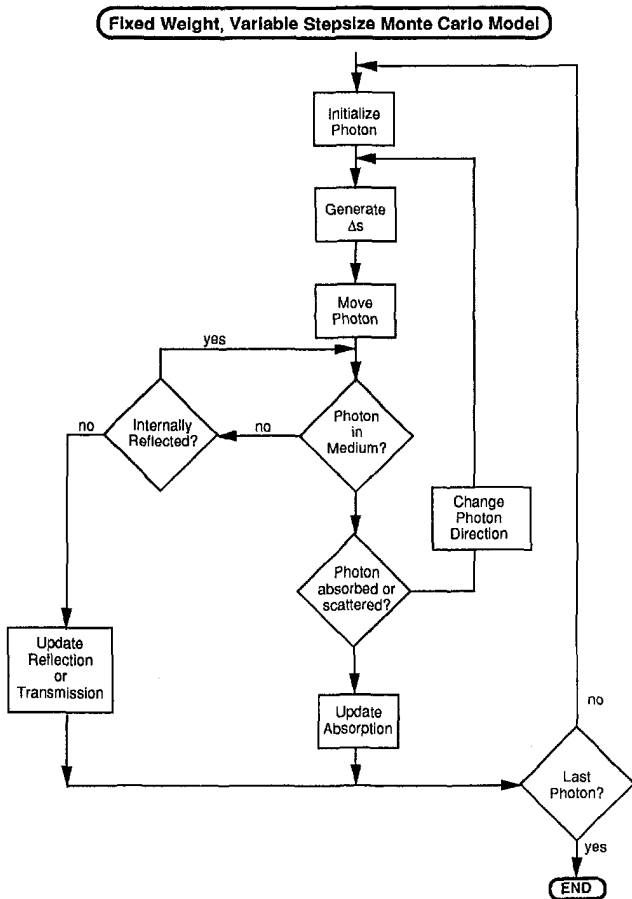 Fixed Weight, Variable Stepsize Monte Carlo Model
Initialize
Photon
Generate
Δs
Move
Photon
yes
no
Internally
Reflected?
no
Photon
in
Medium?
Change
Photon
Direction
Photon
absorbed or
scattered?
Update
Reflection
or
Transmission
Update
Absorption
no
Last
Photon?
yes
END